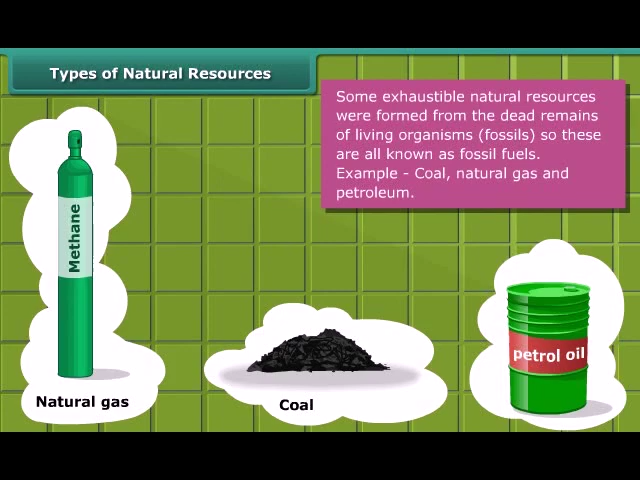 Types of Natural Resources
Some exhaustible natural resources
were formed from the dead remains
of living organisms (fossils) so these
are all known as fossil fuels.
Example - Coal, natural gas and
petroleum.
Methane
petrol oil
Natural gas
Coal